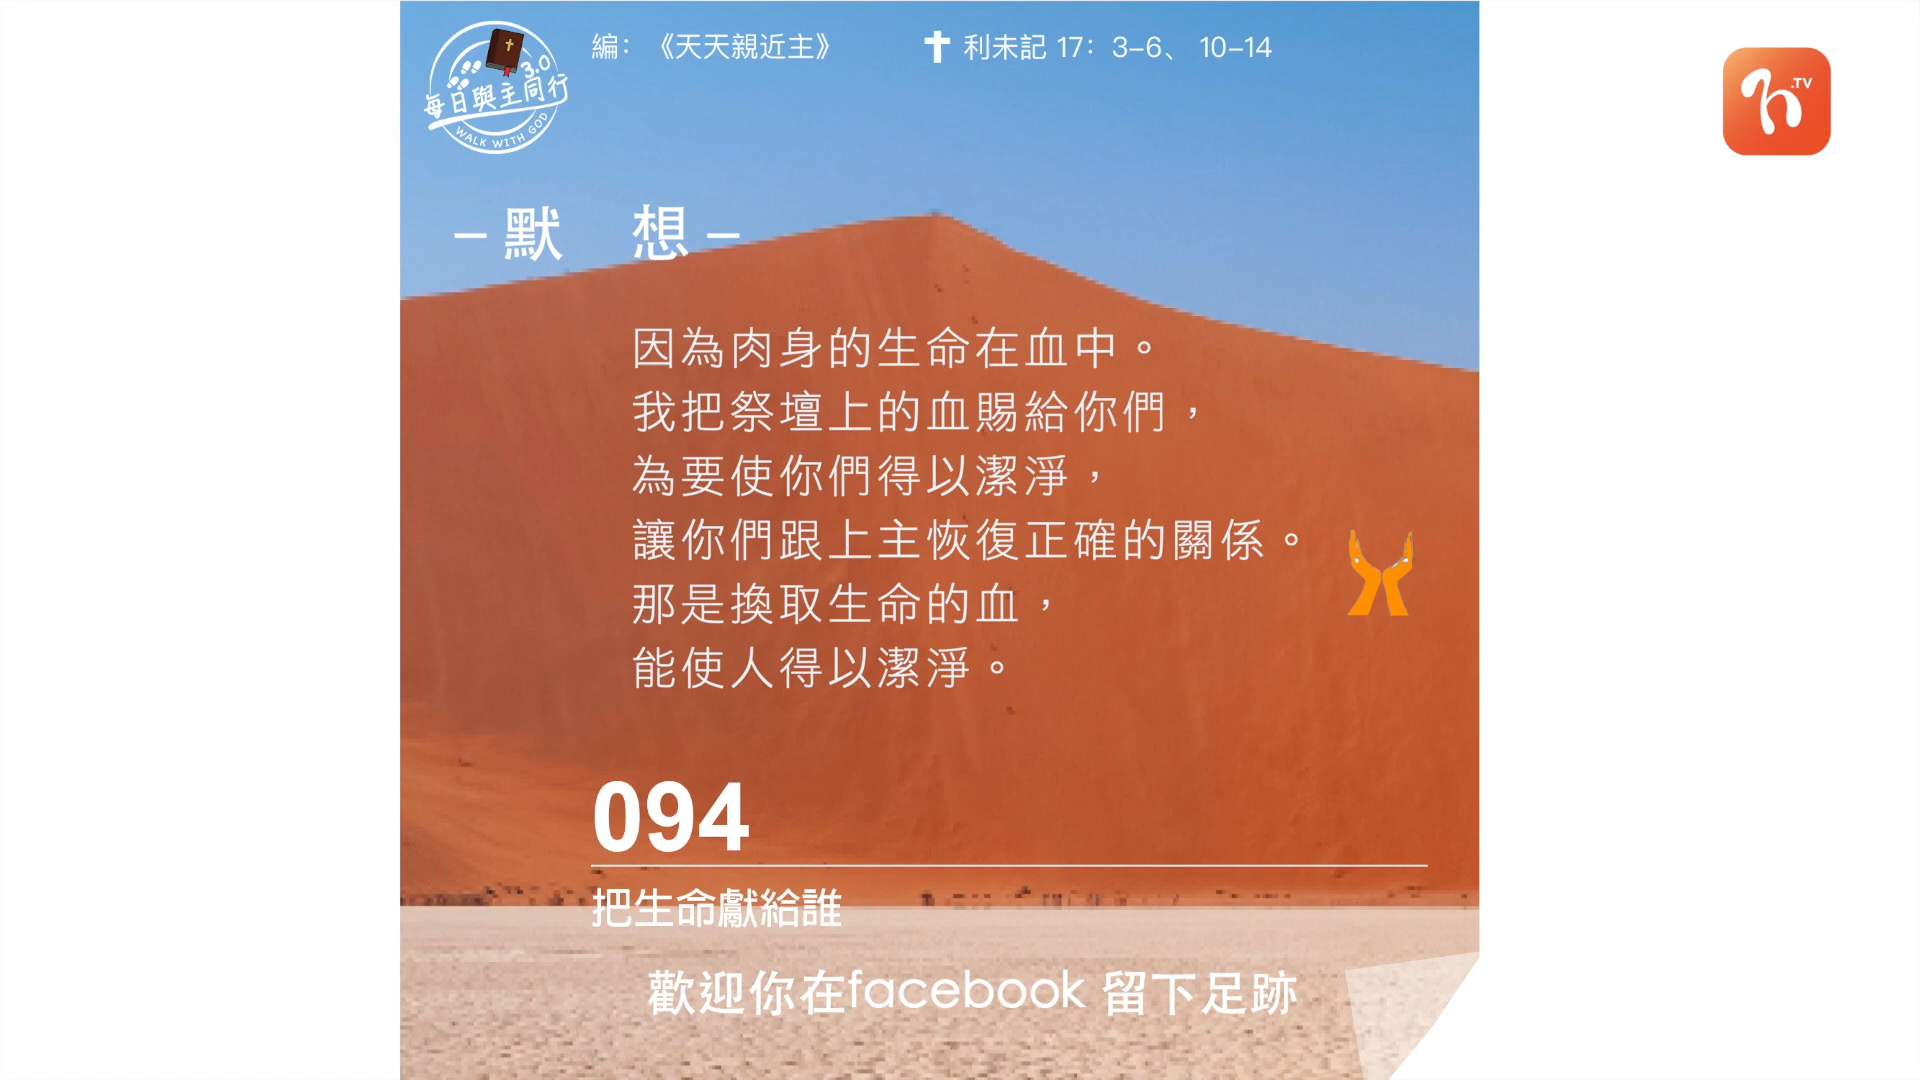 每日與主同行 3.0
WALK WITH GOD
編：《天天親近主》
利未記 17：3-6、10-14
h.TV
– 默 想 –
因為肉身的生命在血中。
我把祭壇上的血賜給你們，
為要使你們得以潔淨，
讓你們跟上主恢復正確的關係。
那是換取生命的血，
能使人得以潔淨。
094
把生命獻給誰
歡迎你在facebook 留下足跡